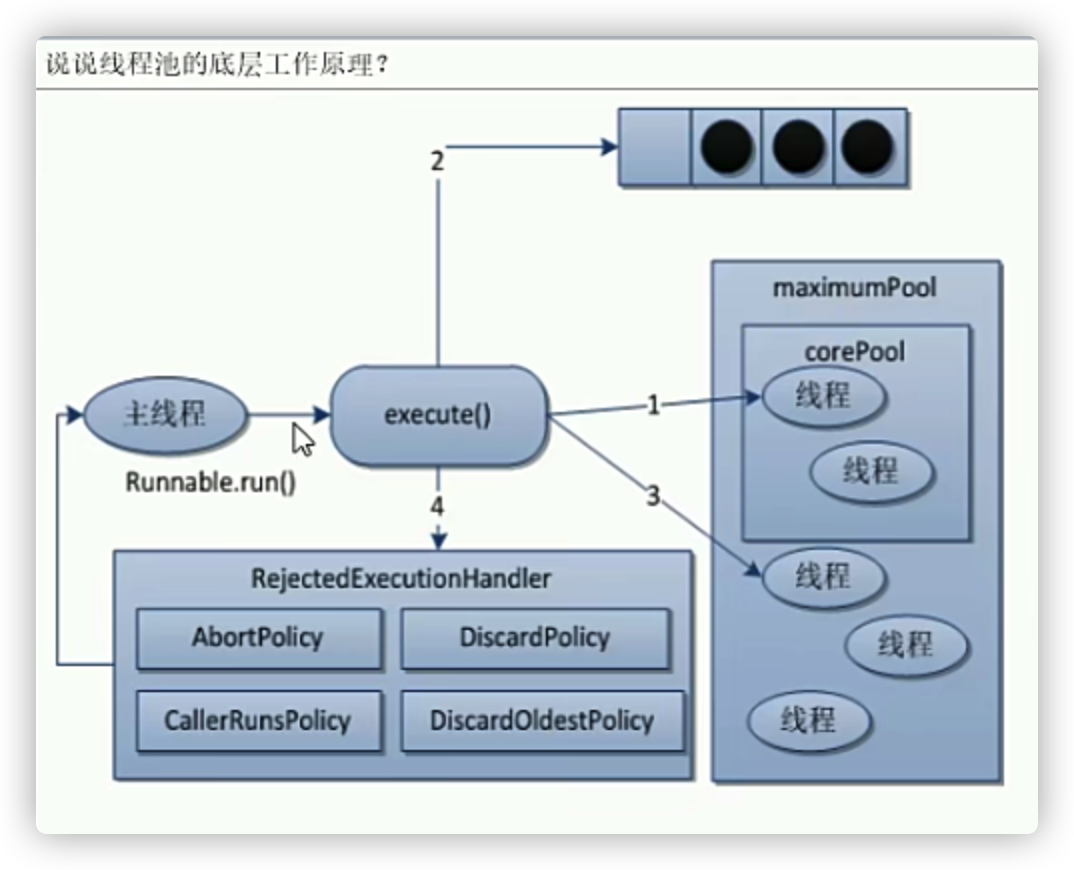 说说线程池的底层工作原理?
2
maximumPool
corePool
线程
1
主线程
execute()
线程
Runnable.run()
3
4
线程
RejectedExecutionHandler
AbortPolicy
DiscardPolicy
线程
CallerRunsPolicy
DiscardOldestPolicy
线程